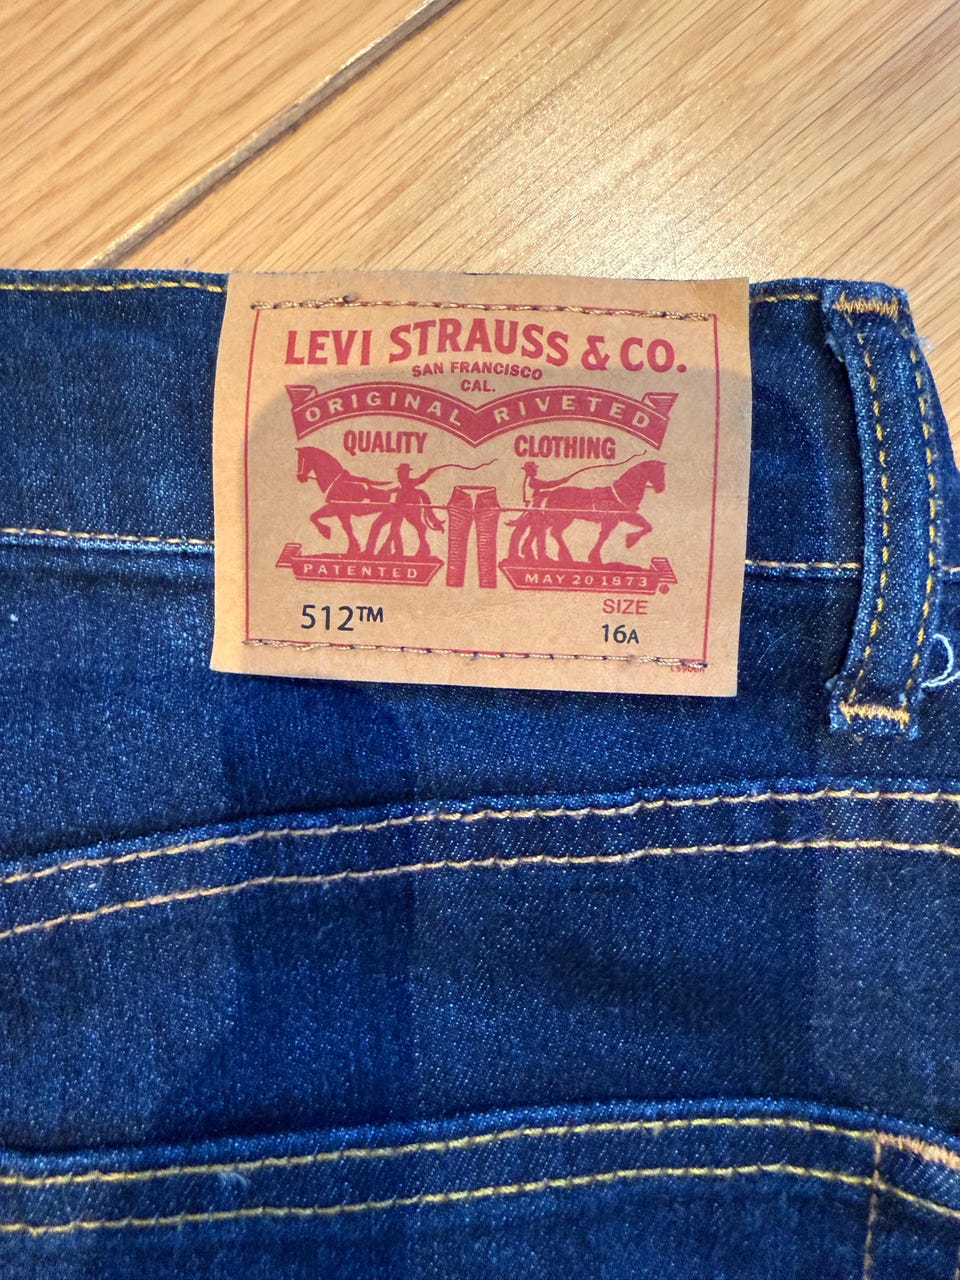 LEVI STRAUSS & CO.
SAN FRANCISCO
CAL.
ORIGINAL RIVETED
QUALITY CLOTHING
PATENTED MAY 20 1873
512™
SIZE
16A